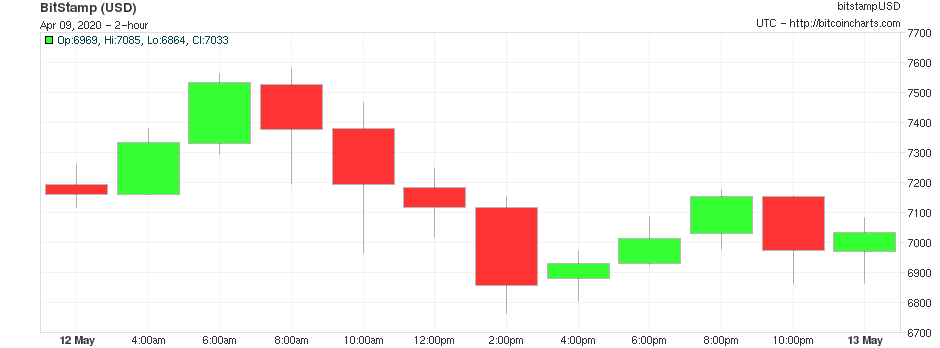 BitStamp (USD)
bitstampUSD
Apr 09, 2020 - 2-hour
UTC - http://bitcoincharts.com
Op:6969, Hi:7085, Lo:6864, Cl:7033
7700
7600
7500
7400
7300
7200
7100
7000
6900
6800
6700
12 May 4:00am 6:00am 8:00am 10:00am 12:00pm 2:00pm 4:00pm 6:00pm 8:00pm 10:00pm 13 May